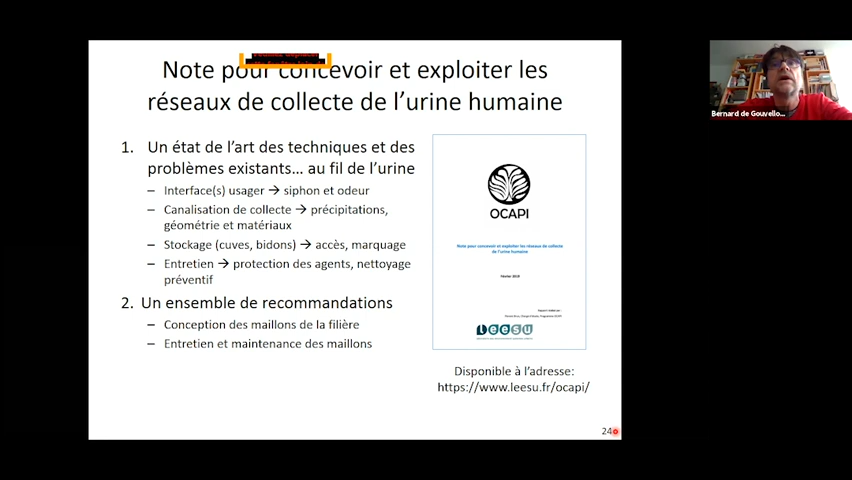 Note pour concevoir et exploiter les
réseaux de collecte de l'urine humaine
1. Un état de l'art des techniques et des
problèmes existants... au fil de l'urine
– Interface(s) usager → siphon et odeur
– Canalisation de collecte → précipitations,
géométrie et matériaux
– Stockage (cuves, bidons) → accès, marquage
– Entretien → protection des agents, nettoyage
préventif
2. Un ensemble de recommandations
– Conception des maillons de la filière
– Entretien et maintenance des maillons
OCAPI
Note pour concevoir et exploiter les réseaux de collecte
de l'urine humaine
Février 2019
Leesu
Disponible à l'adresse:
https://www.leesu.fr/ocapi/
24
Bernard de Gouvello...